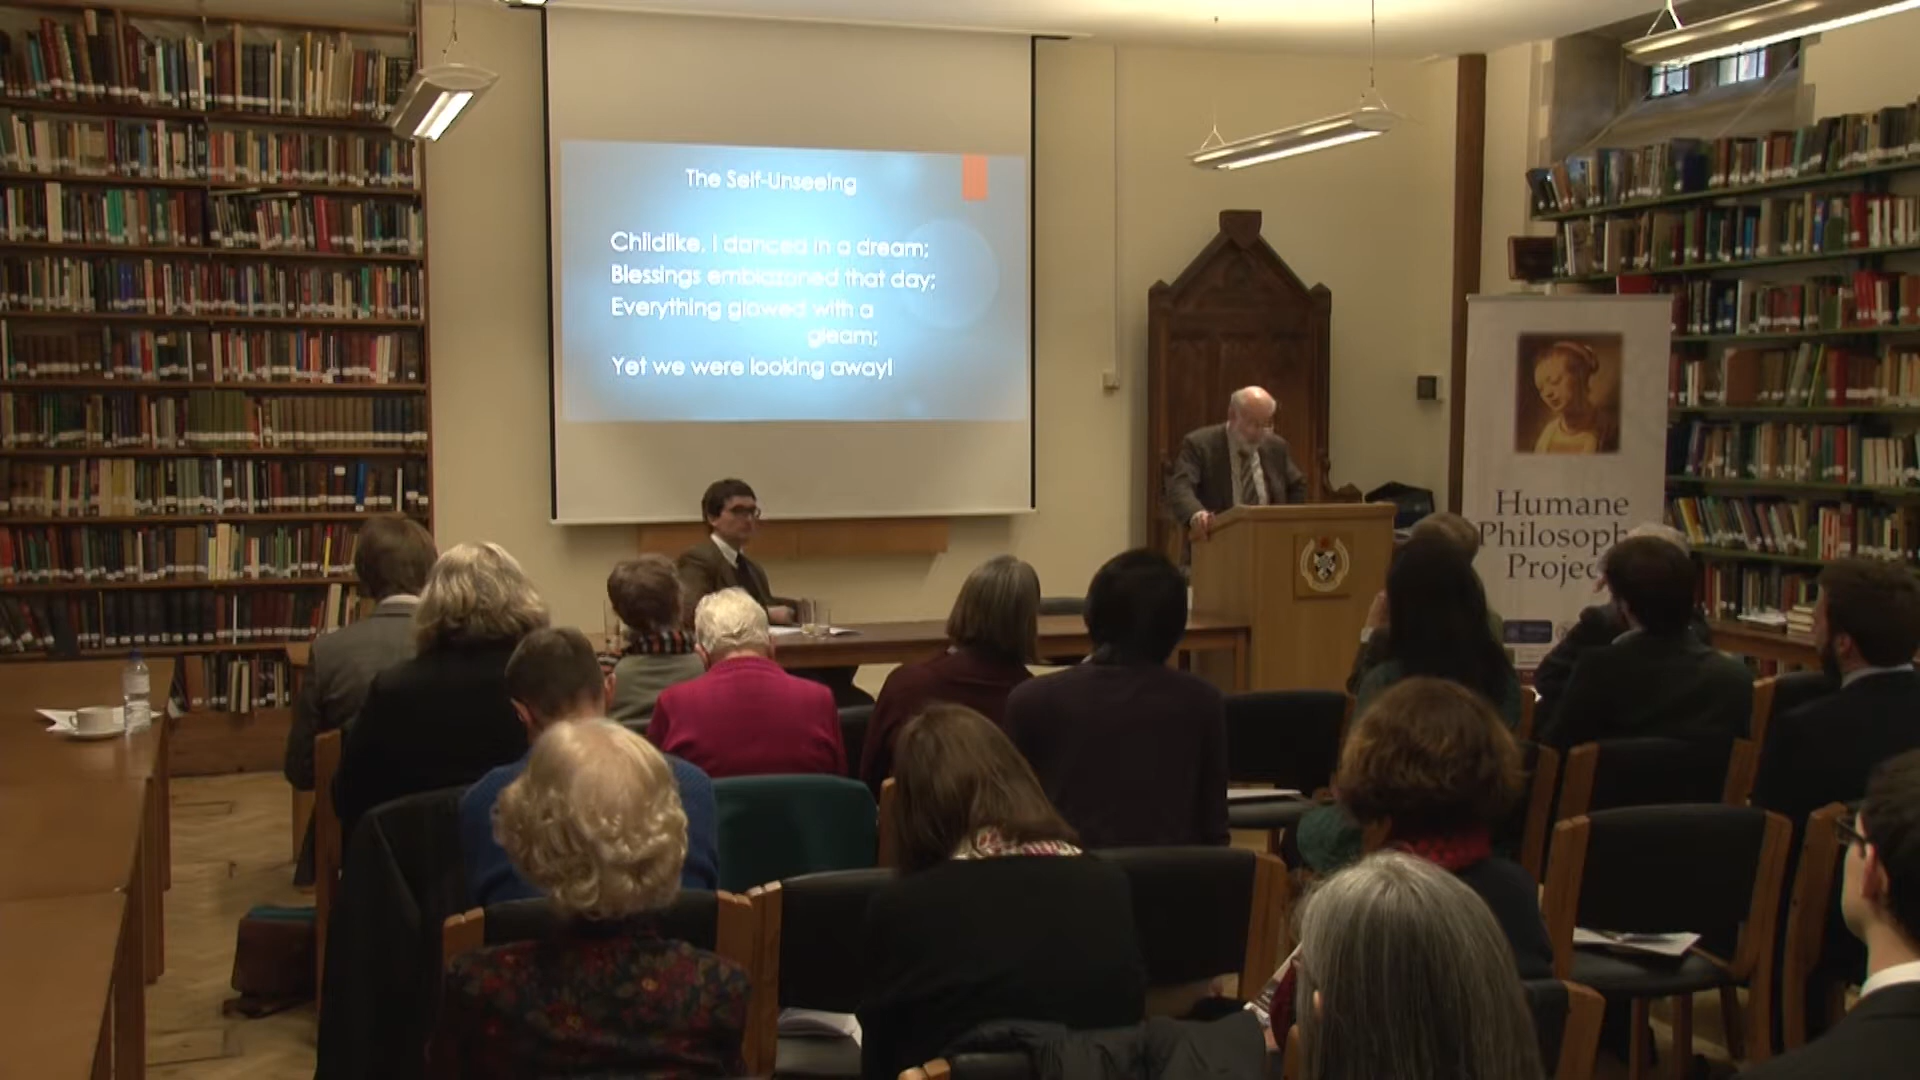 The Self-Unseeing
Childlike, I danced in a dream;
Blessings emblazoned that day;
Everything glowed with a
gleam;
Yet we were looking away!
Humane
Philosoph
Projec